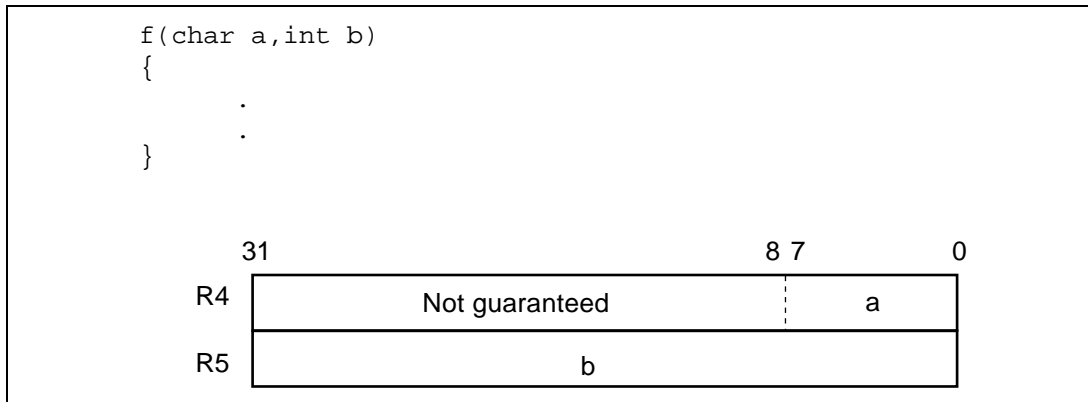 f(char a,int b)
{
.
.
}
31 8 7 0
R4 Not guaranteed a
R5 b